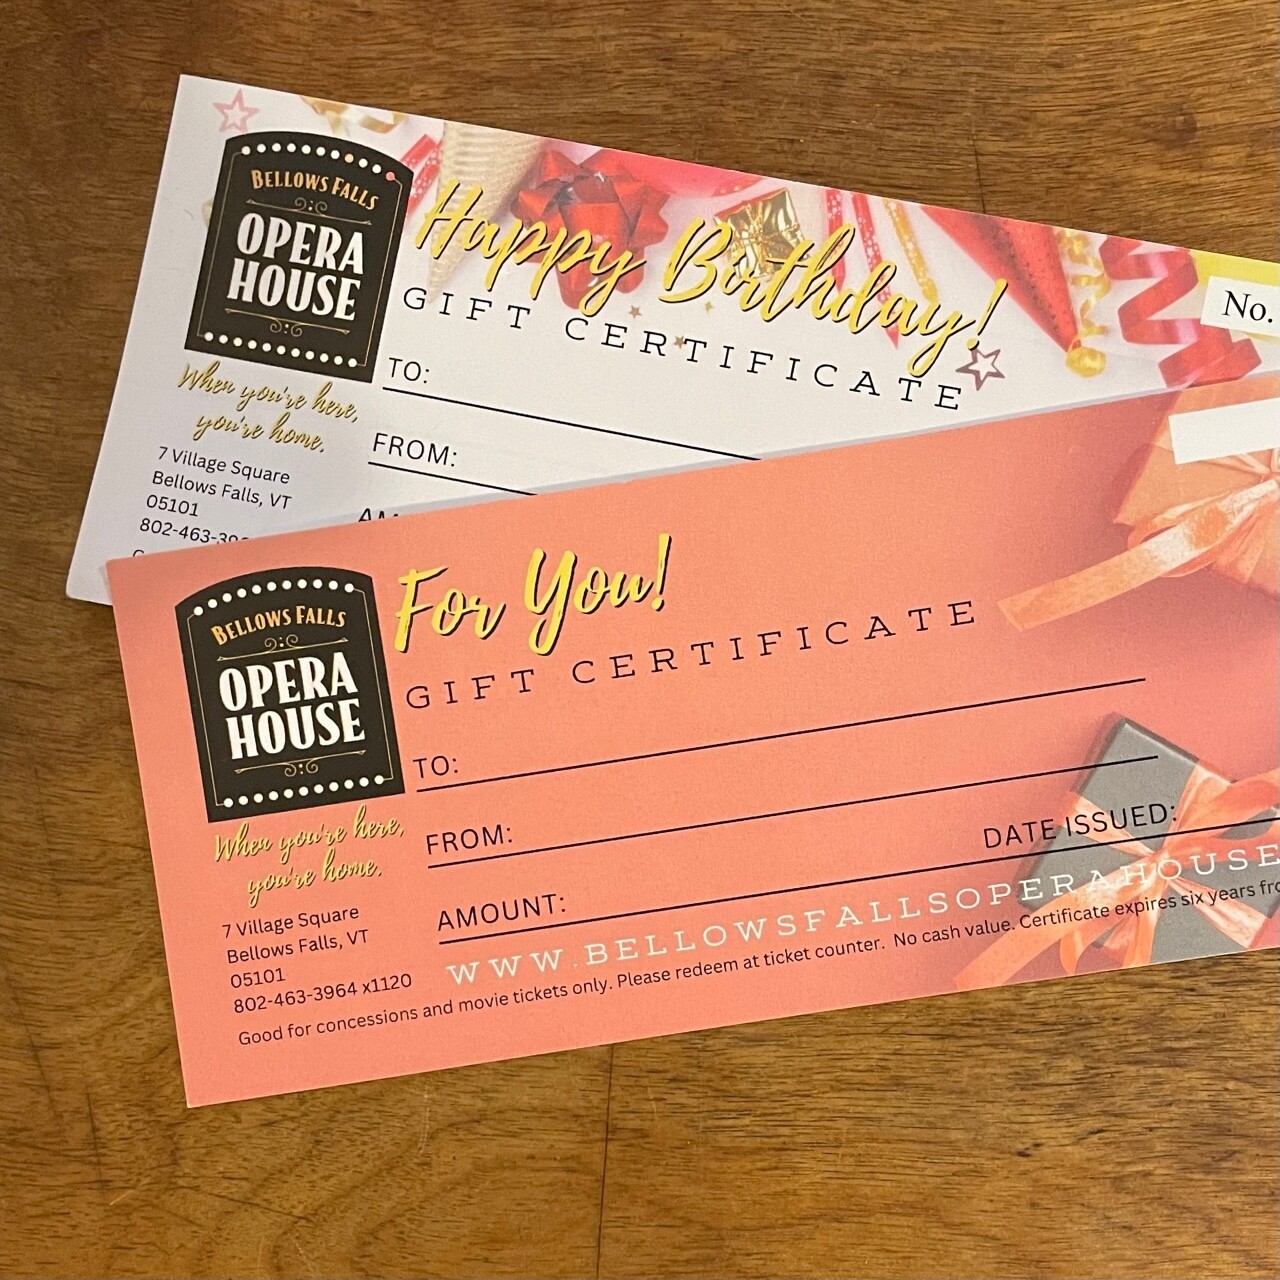 BELLOWS FALLS
OPERA
HOUSE
Happy Birthday!
GIFT CERTIFICATE
No.
TO:
FROM:
When you're here,
you're home.
7 Village Square
Bellows Falls, VT
05101
802-463-39
BELLOWS FALLS
OPERA
HOUSE
For You!
GIFT CERTIFICATE
TO:
FROM:
DATE ISSUED:
AMOUNT:
WWW.BELLOWSFALLSOPERAHOUSE
When you're here,
you're home.
7 Village Square
Bellows Falls, VT
05101
802-463-3964 x1120
Good for concessions and movie tickets only. Please redeem at ticket counter. No cash value. Certificate expires six years